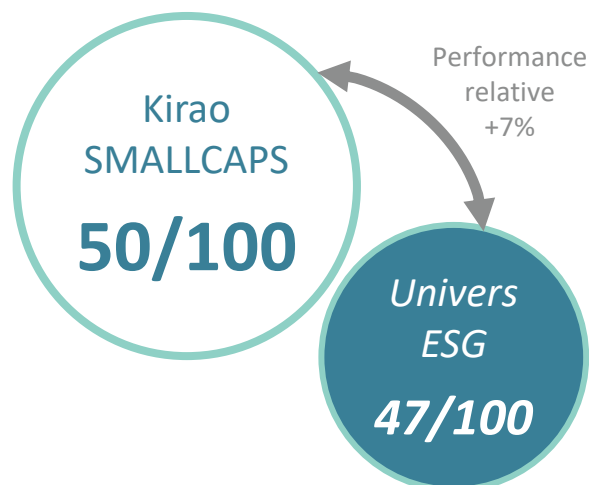 Kirao
SMALLCAPS
50/100
Performance
relative
+7%
Univers
ESG
47/100